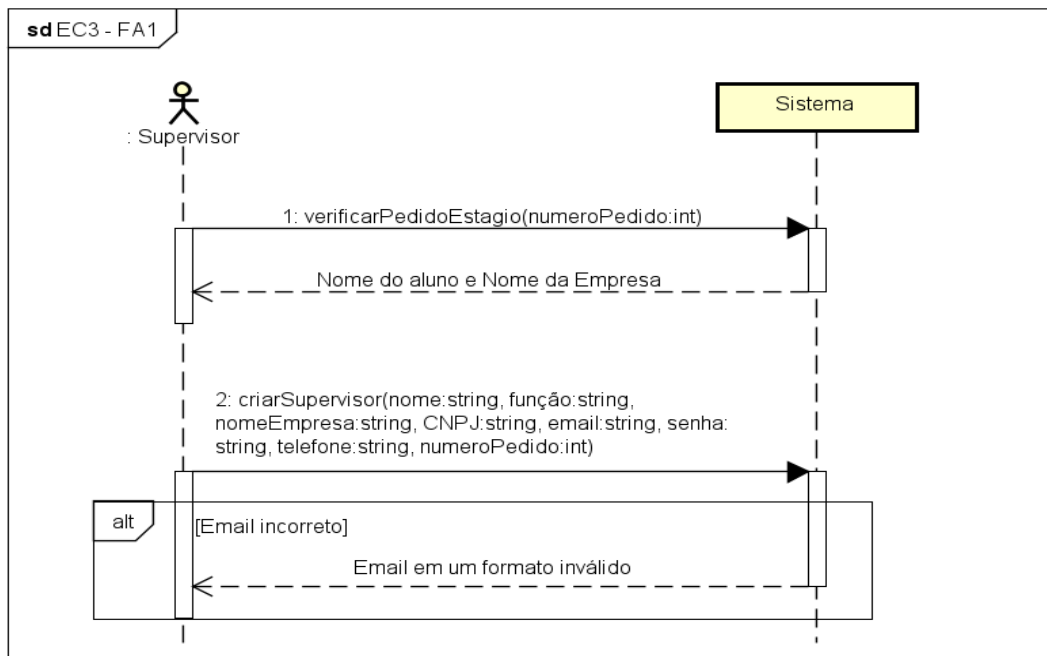 sd EC3 - FA1
: Supervisor
Sistema
1: verificarPedidoEstagio(numeroPedido:int)
Nome do aluno e Nome da Empresa
2: criarSupervisor(nome:string, função:string,
nomeEmpresa:string, CNPJ:string, email:string, senha:
string, telefone:string, numeroPedido:int)
alt
[Email incorreto]
Email em um formato inválido